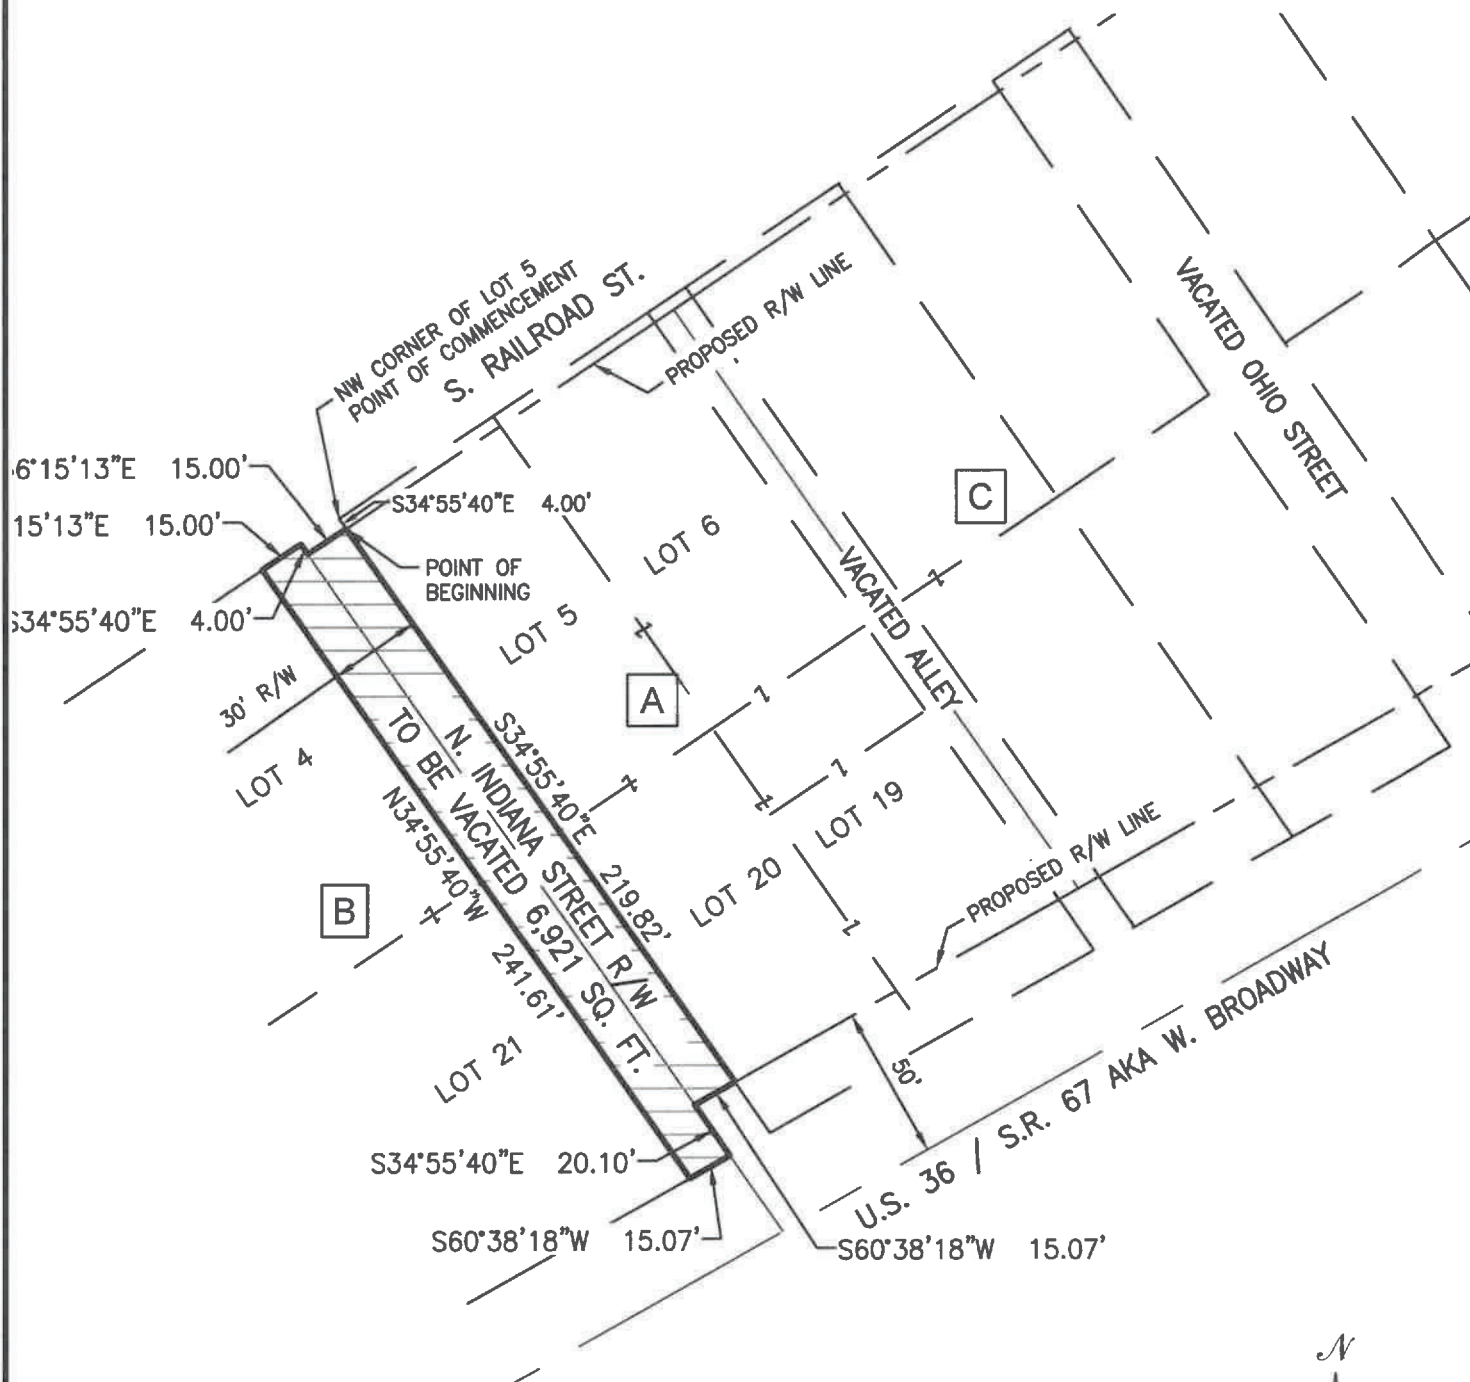 NW CORNER OF LOT 5
POINT OF COMMENCEMENT
S. RAILROAD ST.
PROPOSED R/W LINE
VACATED OHIO STREET
6°15'13"E 15.00'
15'13"E 15.00'
S34°55'40"E 4.00'
S34°55'40"E 4.00'
POINT OF
BEGINNING
LOT 6
C
LOT 5
VACATED ALLEY
A
30' R/W
LOT 4
N. INDIANA STREET R/W
TO BE VACATED 6,921 SQ. FT.
S34°55'40"E 219.82'
N34°55'40"W 241.61'
LOT 19
LOT 20
B
PROPOSED R/W LINE
LOT 21
50'
U.S. 36 / S.R. 67 AKA W. BROADWAY
S34°55'40"E 20.10'
S60°38'18"W 15.07'
S60°38'18"W 15.07'
N